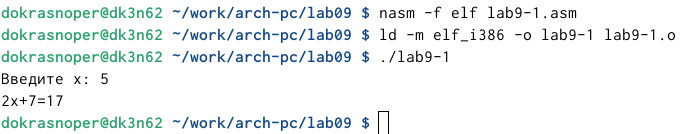 dokrasnoper@dk3n62 ~/work/arch-pc/lab09 $ nasm -f elf lab9-1.asm
dokrasnoper@dk3n62 ~/work/arch-pc/lab09 $ ld -m elf_i386 -o lab9-1 lab9-1.o
dokrasnoper@dk3n62 ~/work/arch-pc/lab09 $ ./lab9-1
Введите x: 5
2x+7=17
dokrasnoper@dk3n62 ~/work/arch-pc/lab09 $